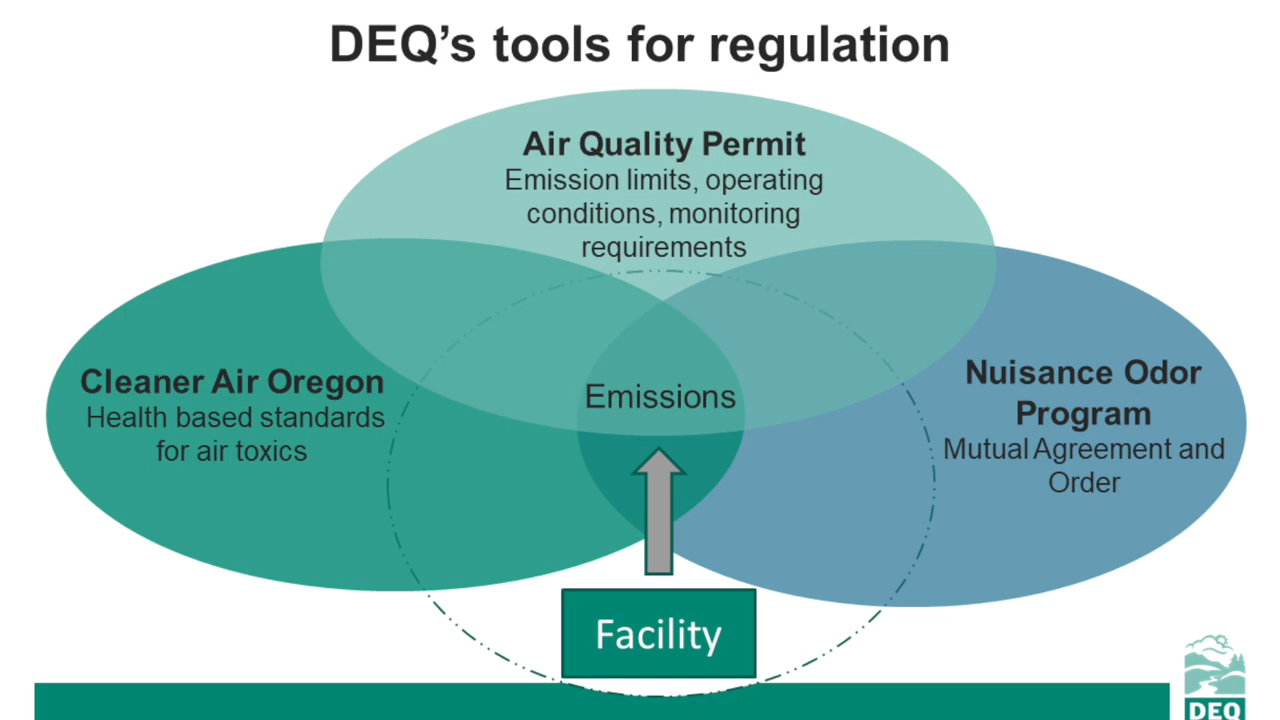 DEQ's tools for regulation
Air Quality Permit
Emission limits, operating
conditions, monitoring
requirements
Cleaner Air Oregon
Health based standards
for air toxics
Emissions
Nuisance Odor
Program
Mutual Agreement and
Order
Facility
DEQ